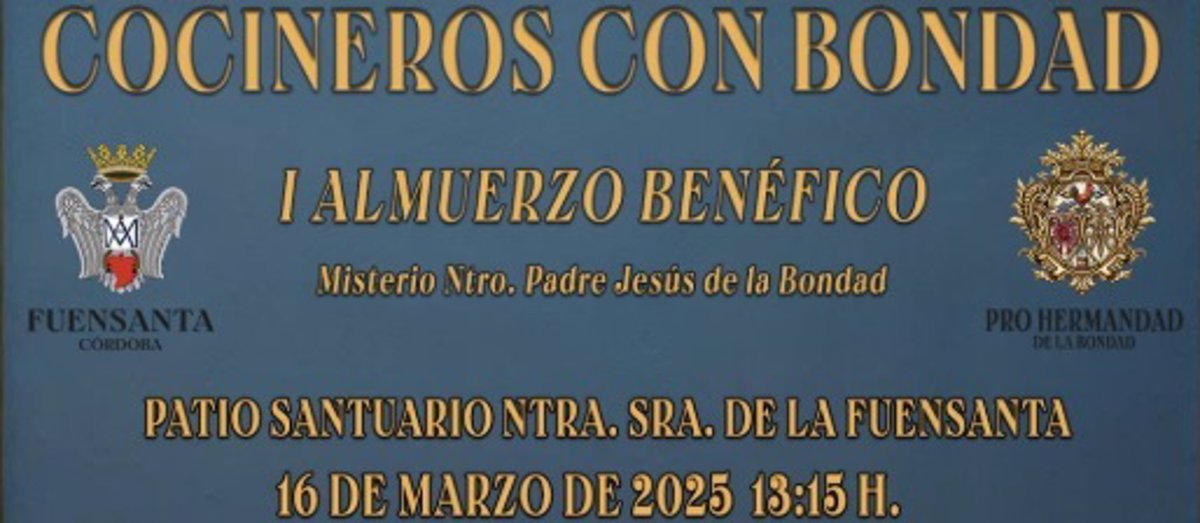 COCINEROS CON BONDAD
I ALMUERZO BENÉFICO
Misterio Ntro. Padre Jesús de la Bondad
FUENSANTA
CÓRDOBA
PRO HERMANDAD
DE LA BONDAD
PATIO SANTUARIO NTRA. SRA. DE LA FUENSANTA
16 DE MARZO DE 2025 13:15 H.